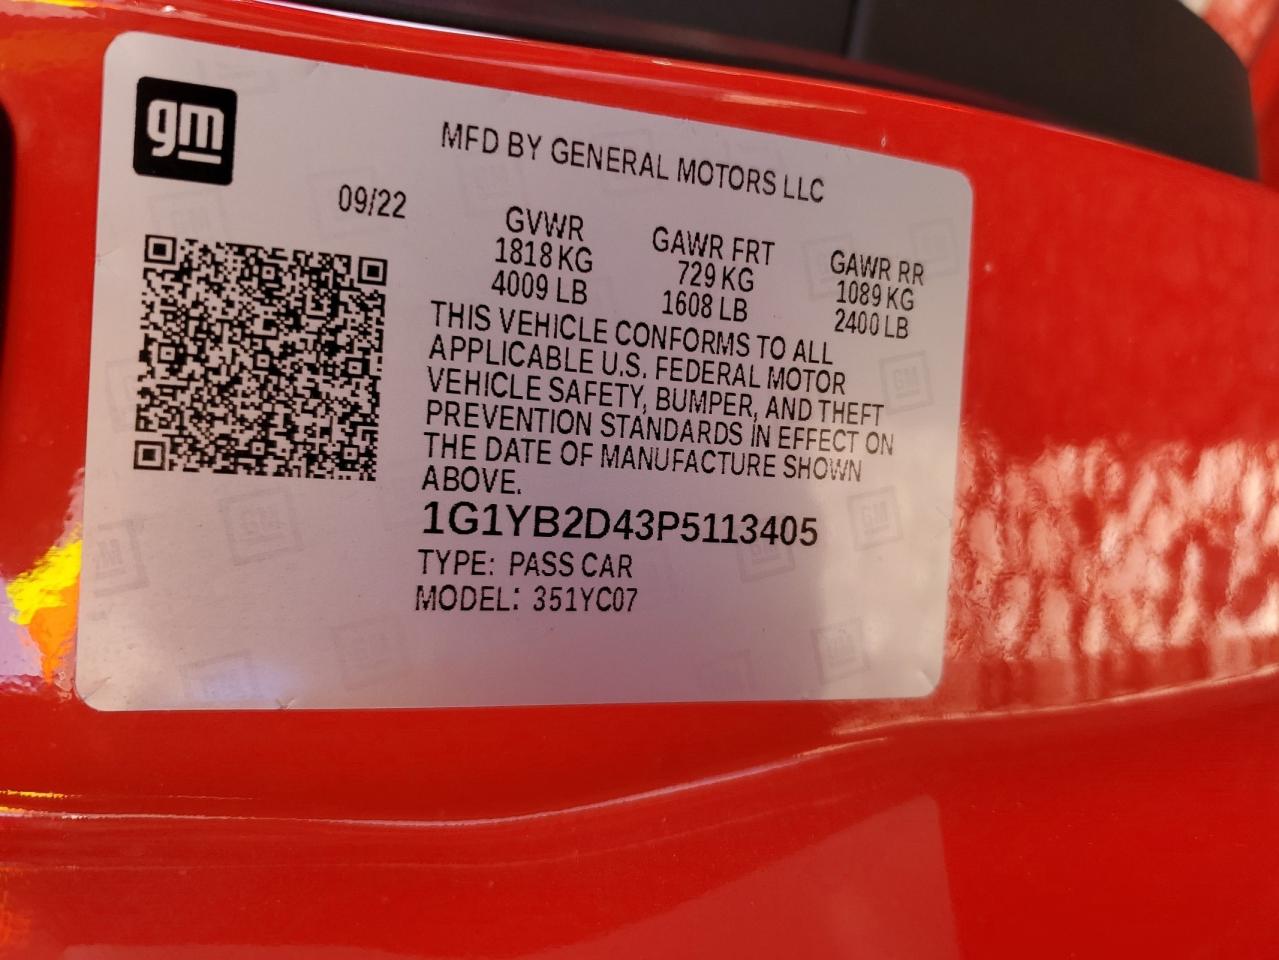 gm
MFD BY GENERAL MOTORS LLC
09/22
GVWR GAWR FRT GAWR RR
1818 KG 729 KG 1089 KG
4009 LB 1608 LB 2400 LB
THIS VEHICLE CONFORMS TO ALL
APPLICABLE U.S. FEDERAL MOTOR
VEHICLE SAFETY, BUMPER, AND THEFT
PREVENTION STANDARDS IN EFFECT ON
THE DATE OF MANUFACTURE SHOWN
ABOVE.
1G1YB2D43P5113405
TYPE: PASS CAR
MODEL: 351YC07